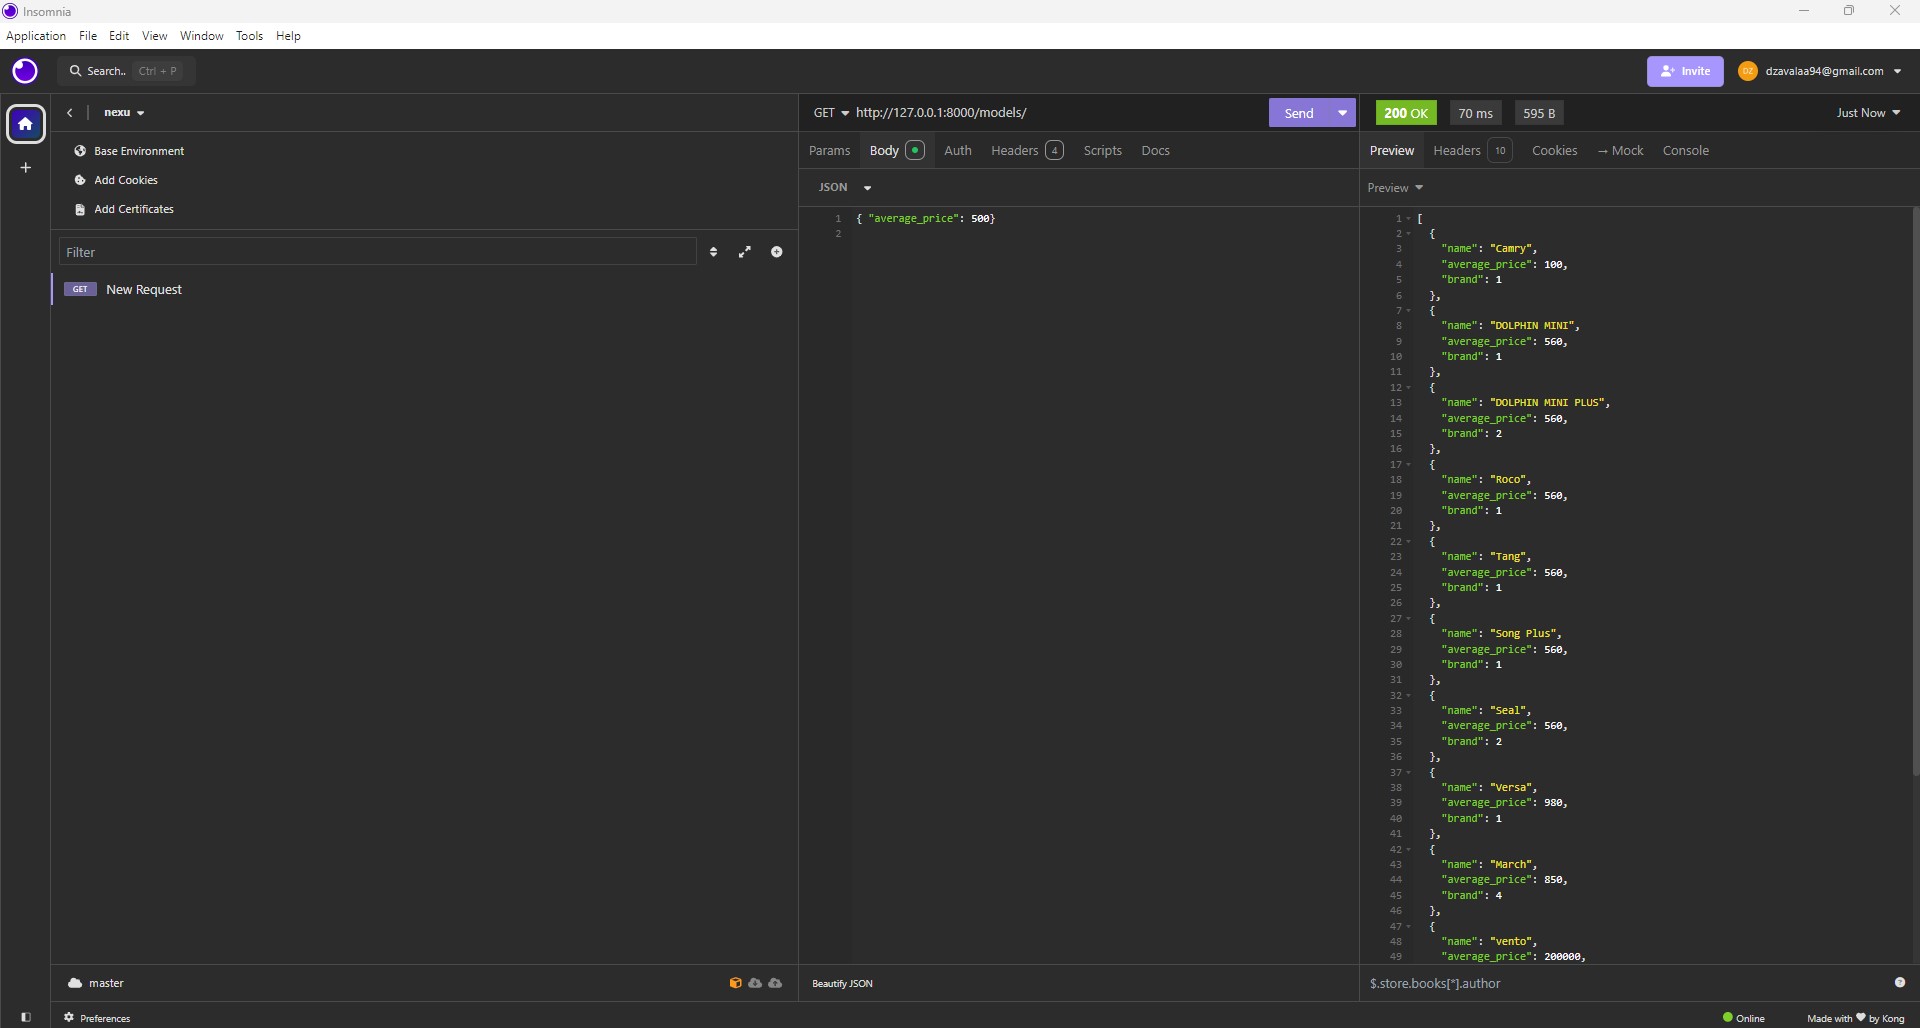 Insomnia
Application File Edit View Window Tools Help
Search.. Ctrl + P
Invite
DZ dzavalaa94@gmail.com
nexu
Base Environment
Add Cookies
Add Certificates
Filter
GET New Request
master
Preferences
GET http://127.0.0.1:8000/models/ Send
Params Body Auth Headers 4 Scripts Docs
JSON
1 { "average_price": 500}
2
Beautify JSON
200 OK 70 ms 595 B Just Now
Preview Headers 10 Cookies → Mock Console
Preview
1 [
2 {
3 "name": "Camry",
4 "average_price": 100,
5 "brand": 1
6 },
7 {
8 "name": "DOLPHIN MINI",
9 "average_price": 560,
10 "brand": 1
11 },
12 {
13 "name": "DOLPHIN MINI PLUS",
14 "average_price": 560,
15 "brand": 2
16 },
17 {
18 "name": "Roco",
19 "average_price": 560,
20 "brand": 1
21 },
22 {
23 "name": "Tang",
24 "average_price": 560,
25 "brand": 1
26 },
27 {
28 "name": "Song Plus",
29 "average_price": 560,
30 "brand": 1
31 },
32 {
33 "name": "Seal",
34 "average_price": 560,
35 "brand": 2
36 },
37 {
38 "name": "Versa",
39 "average_price": 980,
40 "brand": 1
41 },
42 {
43 "name": "March",
44 "average_price": 850,
45 "brand": 4
46 },
47 {
48 "name": "vento",
49 "average_price": 200000,
$.store.books[*].author
Online Made with ♥ by Kong